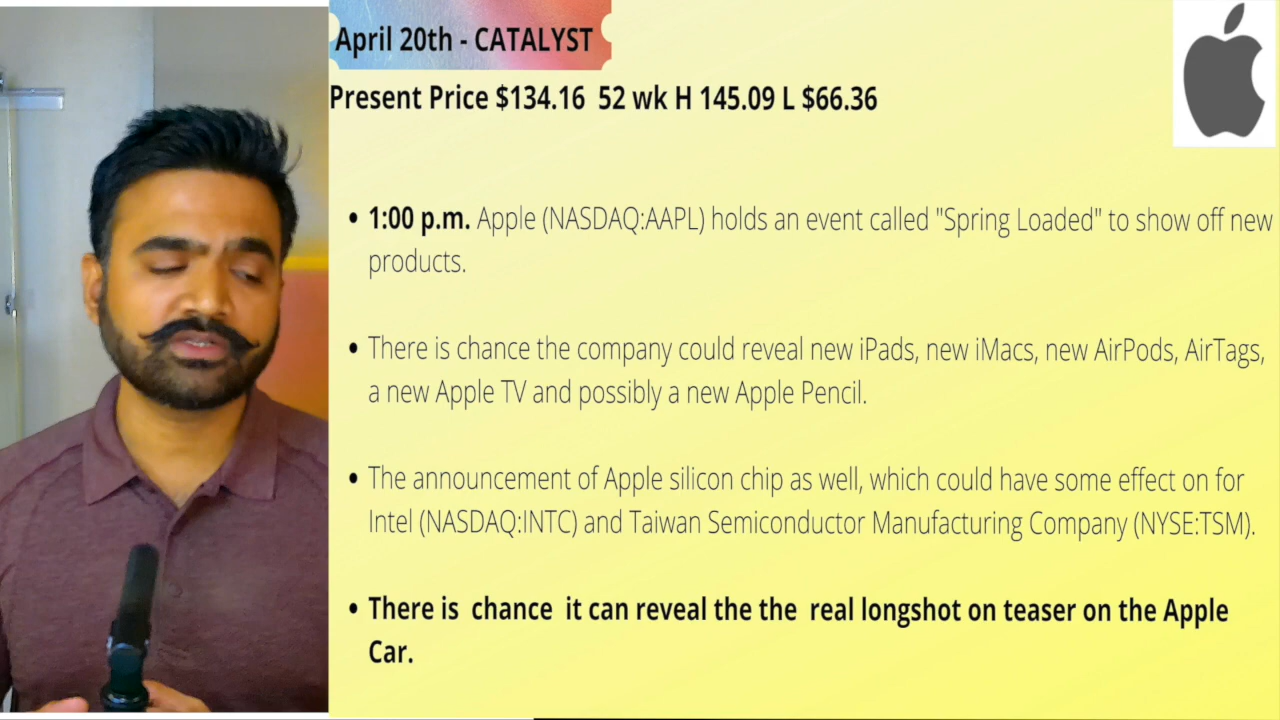 April 20th - CATALYST
Present Price $134.16 52 wk H 145.09 L $66.36
• 1:00 p.m. Apple (NASDAQ:AAPL) holds an event called "Spring Loaded" to show off new
products.
• There is chance the company could reveal new iPads, new iMacs, new AirPods, AirTags,
a new Apple TV and possibly a new Apple Pencil.
• The announcement of Apple silicon chip as well, which could have some effect on for
Intel (NASDAQ:INTC) and Taiwan Semiconductor Manufacturing Company (NYSE:TSM).
• There is chance it can reveal the the real longshot on teaser on the Apple
Car.